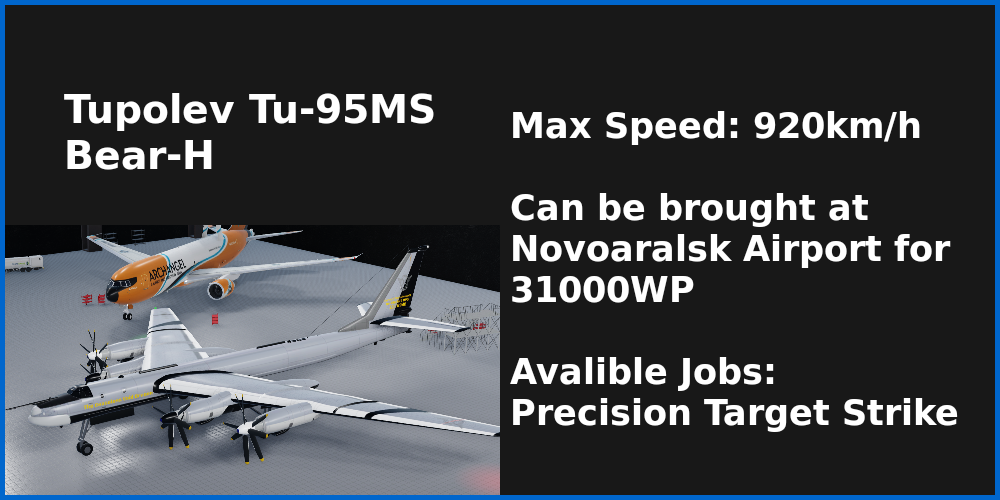 Tupolev Tu-95MS
Bear-H
Max Speed: 920km/h
Can be brought at
Novoaralsk Airport for
31000WP
Avalible Jobs:
Precision Target Strike
ARCHANGEL